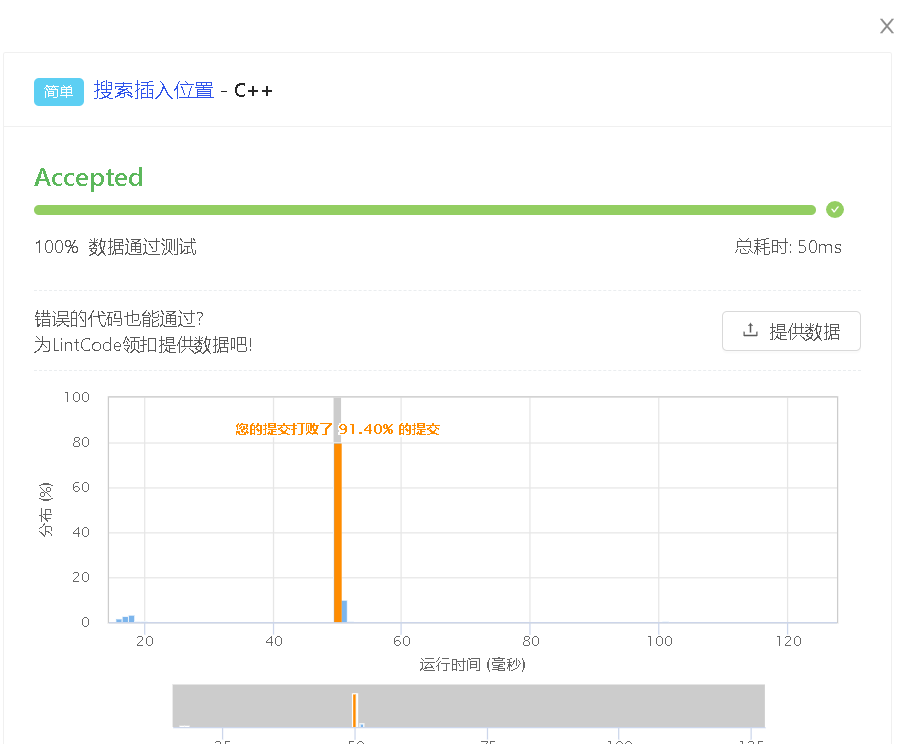 X
简单 搜索插入位置 - C++
Accepted
100% 数据通过测试 总耗时: 50ms
错误的代码也能通过?
为LintCode领扣提供数据吧!
提供数据
100
您的提交打败了 91.40% 的提交
80
60
分布 (%)
40
20
0
20 40 60 80 100 120
运行时间 (毫秒)
25 50 75 100 125